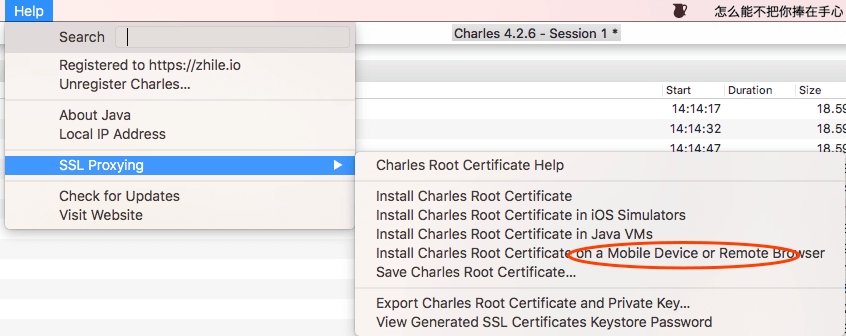 Help
怎么能不把你捧在手心
Search
Charles 4.2.6 - Session 1 *
Registered to https://zhile.io
Unregister Charles...
Start Duration Size
About Java
14:14:17 18.59
Local IP Address
14:14:32 18.59
14:14:47 18.59
SSL Proxying
Charles Root Certificate Help
Check for Updates
Visit Website
Install Charles Root Certificate
Install Charles Root Certificate in iOS Simulators
Install Charles Root Certificate in Java VMs
Install Charles Root Certificate on a Mobile Device or Remote Browser
Save Charles Root Certificate...
Export Charles Root Certificate and Private Key...
View Generated SSL Certificates Keystore Password